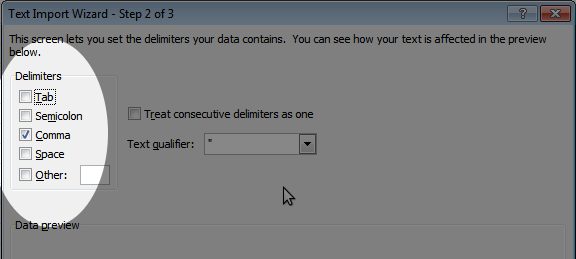 Text Import Wizard - Step 2 of 3
This screen lets you set the delimiters your data contains.  You can see how your text is affected in the preview
below.
Delimiters
Tab
Semicolon
Comma
Space
Other:
Treat consecutive delimiters as one
Text qualifier: "
Data preview